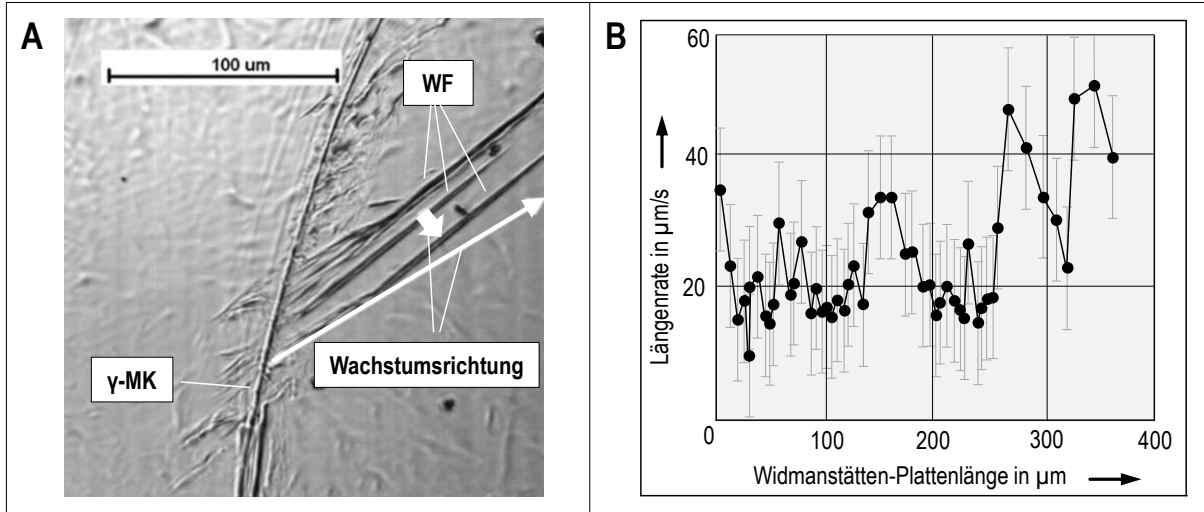 A
100 um
WF
Wachstumsrichtung
γ-MK
B
60
40
20
0
Längenrate in µm/s
0
100
200
300
400
Widmanstätten-Plattenlänge in µm